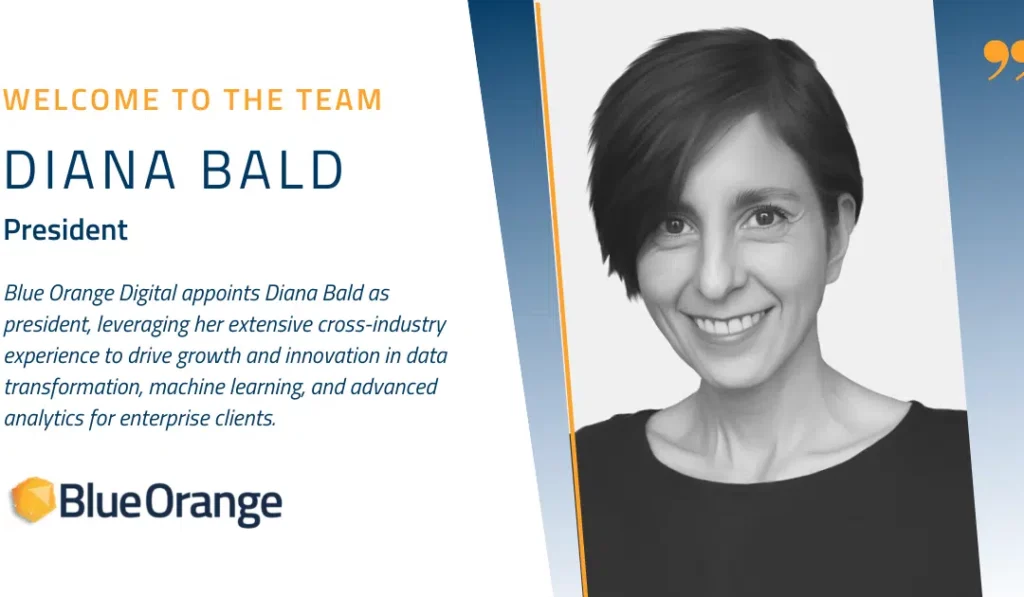 WELCOME TO THE TEAM
DIANA BALD
President
Blue Orange Digital appoints Diana Bald as
president, leveraging her extensive cross-industry
experience to drive growth and innovation in data
transformation, machine learning, and advanced
analytics for enterprise clients.
BlueOrange